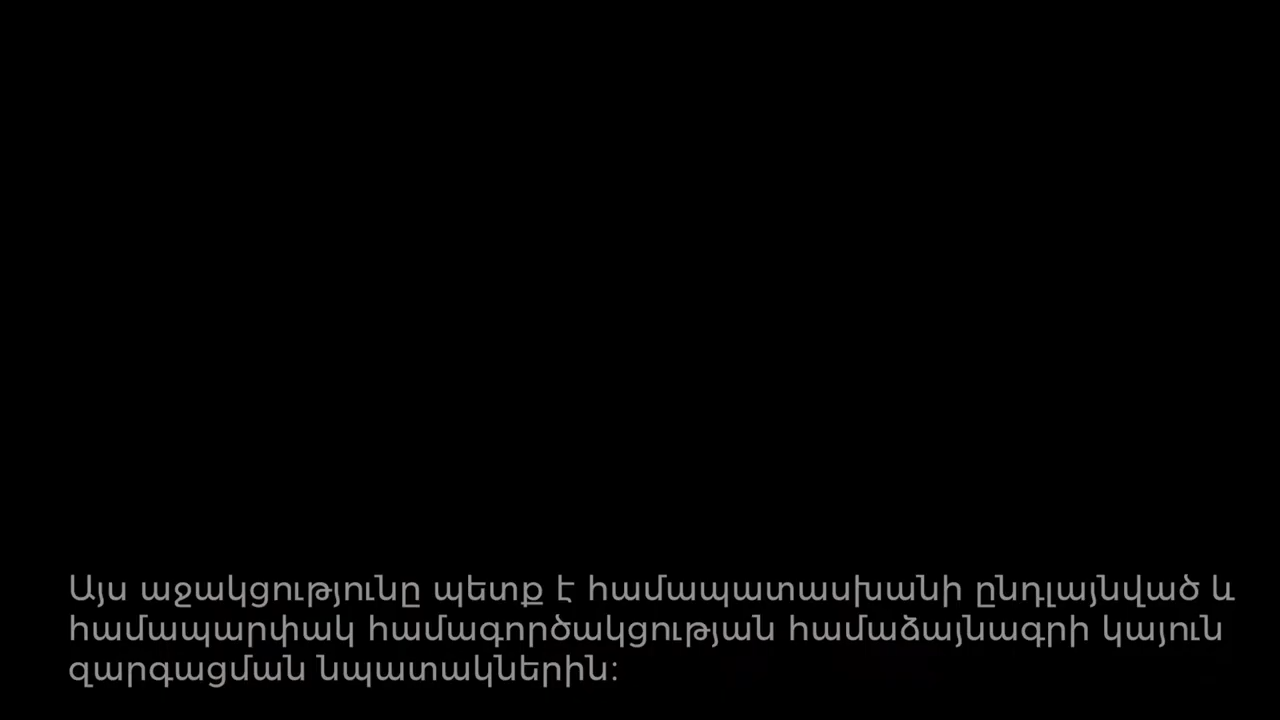 Այս աջակցությունը պետք է համապատասխանի ընդլայնված և
համապարփակ համագործակցության համաձայնագրի կայուն
զարգացման նպատակներին: